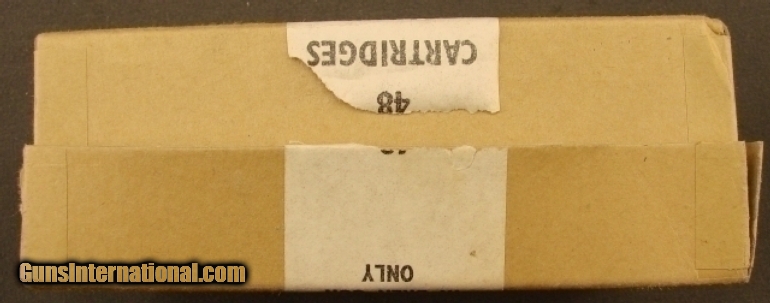 CARTRIDGES
48
ONLY
GunsInternational.com